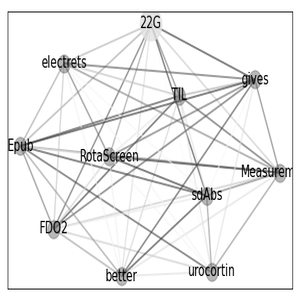 22G
electrets
gives
TIL
Epub
RotaScreen
Measurem
sdAbs
FDO2
urocortin
better